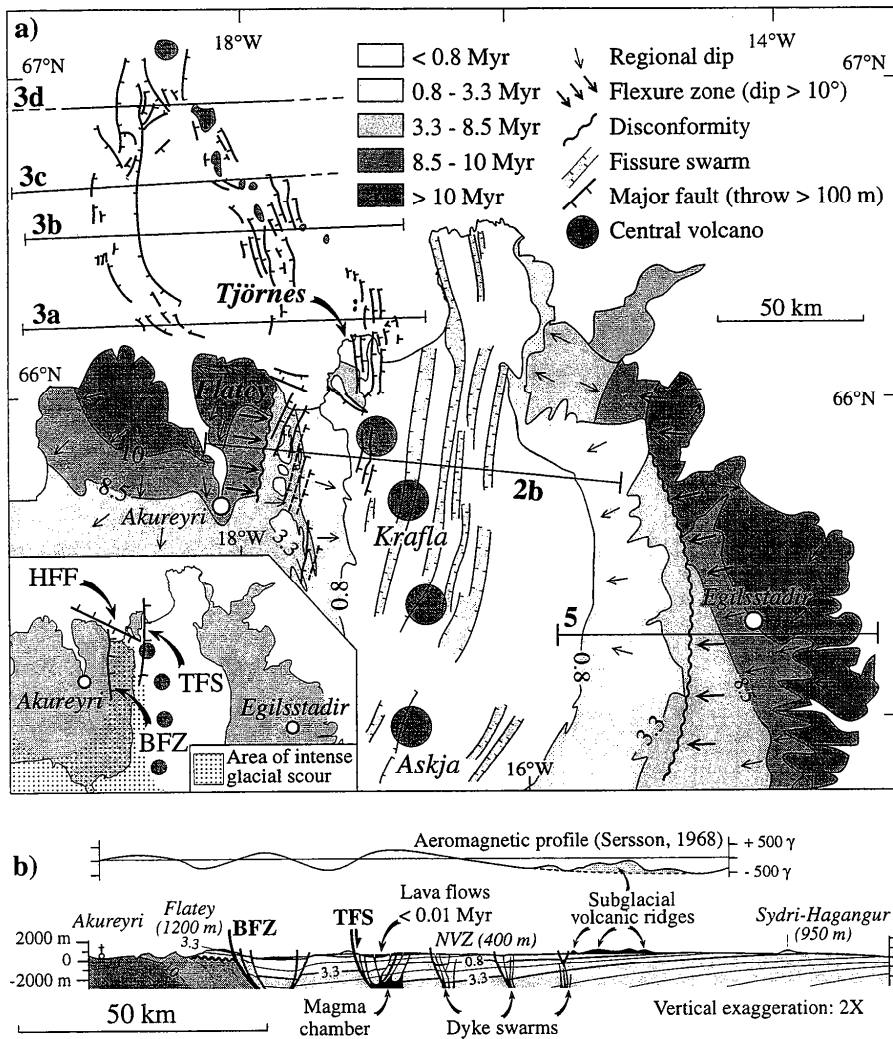 a)
18°W
14°W
67°N
67°N
< 0.8 Myr
0.8 - 3.3 Myr
3.3 - 8.5 Myr
8.5 - 10 Myr
> 10 Myr
Regional dip
Flexure zone (dip > 10°)
Disconformity
Fissure swarm
Major fault (throw > 100 m)
Central volcano
3d
3c
3b
Tjörnes
3a
50 km
66°N
66°N
Flatey
10
8.5
Akureyri
18°W
3.3
2b
Krafla
0.8
Egilsstadir
5
0.8
8.5
3.3
16°W
Askja
HFF
TFS
Akureyri
BFZ
Egilsstadir
Area of intense
glacial scour
b)
Aeromagnetic profile (Sersson, 1968)
+ 500 γ
- 500 γ
Akureyri
Flatey
(1200 m)
3.3
BFZ
TFS
Lava flows
< 0.01 Myr
NVZ (400 m)
Subglacial
volcanic ridges
Sydri-Hagangur
(950 m)
2000 m
0
-2000 m
3.3
0.8
3.3
50 km
Magma
chamber
Dyke swarms
Vertical exaggeration: 2X